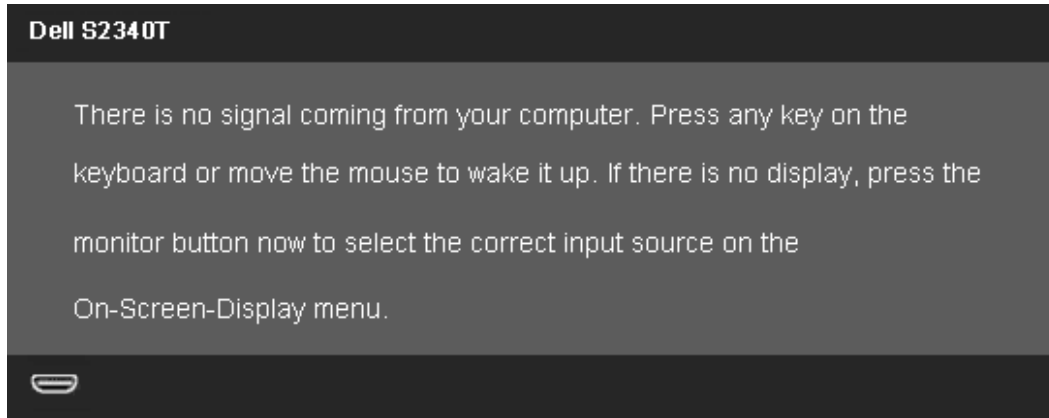 Dell S2340T
There is no signal coming from your computer. Press any key on the
keyboard or move the mouse to wake it up. If there is no display, press the
monitor button now to select the correct input source on the
On-Screen-Display menu.